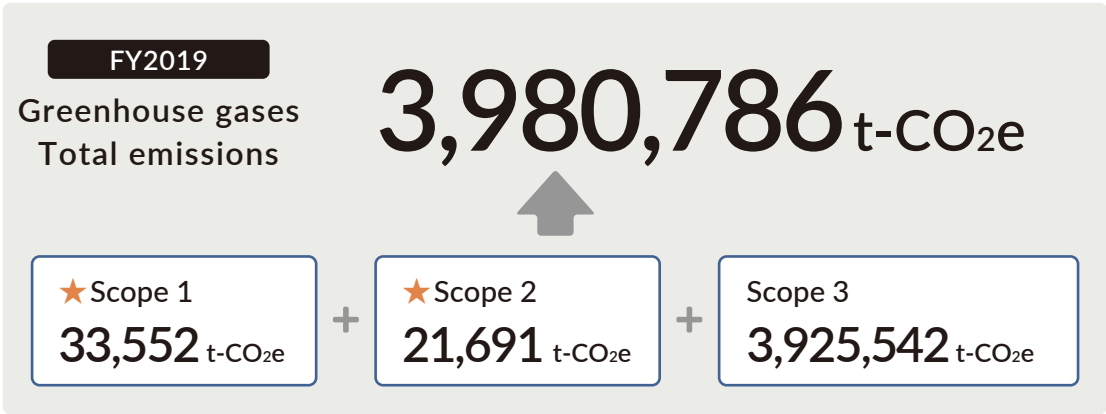 FY2019
Greenhouse gases
Total emissions
3,980,786 t-CO₂e
★Scope 1
33,552 t-CO₂e
+
★Scope 2
21,691 t-CO₂e
+
Scope 3
3,925,542 t-CO₂e